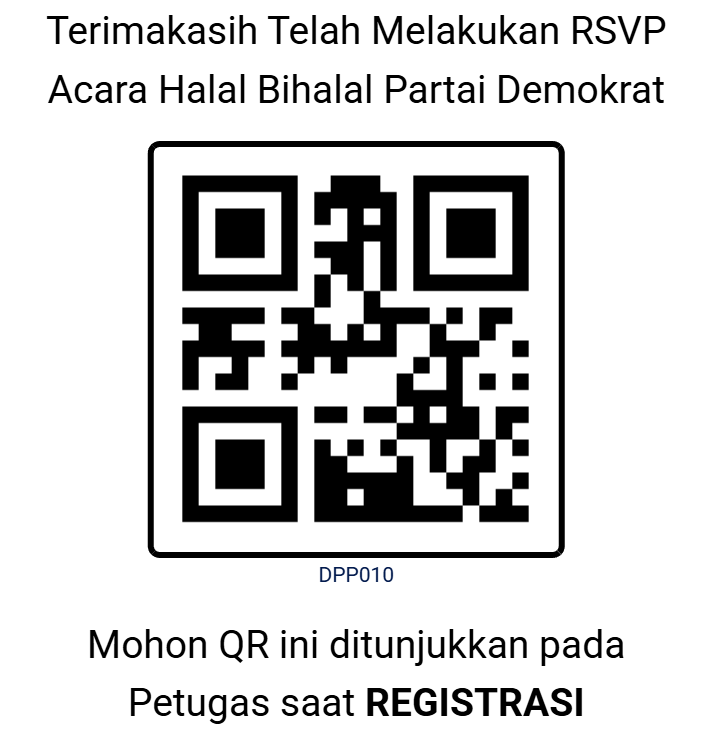 Terimakasih Telah Melakukan RSVP
Acara Halal Bihalal Partai Demokrat
DPP010
Mohon QR ini ditunjukkan pada
Petugas saat REGISTRASI